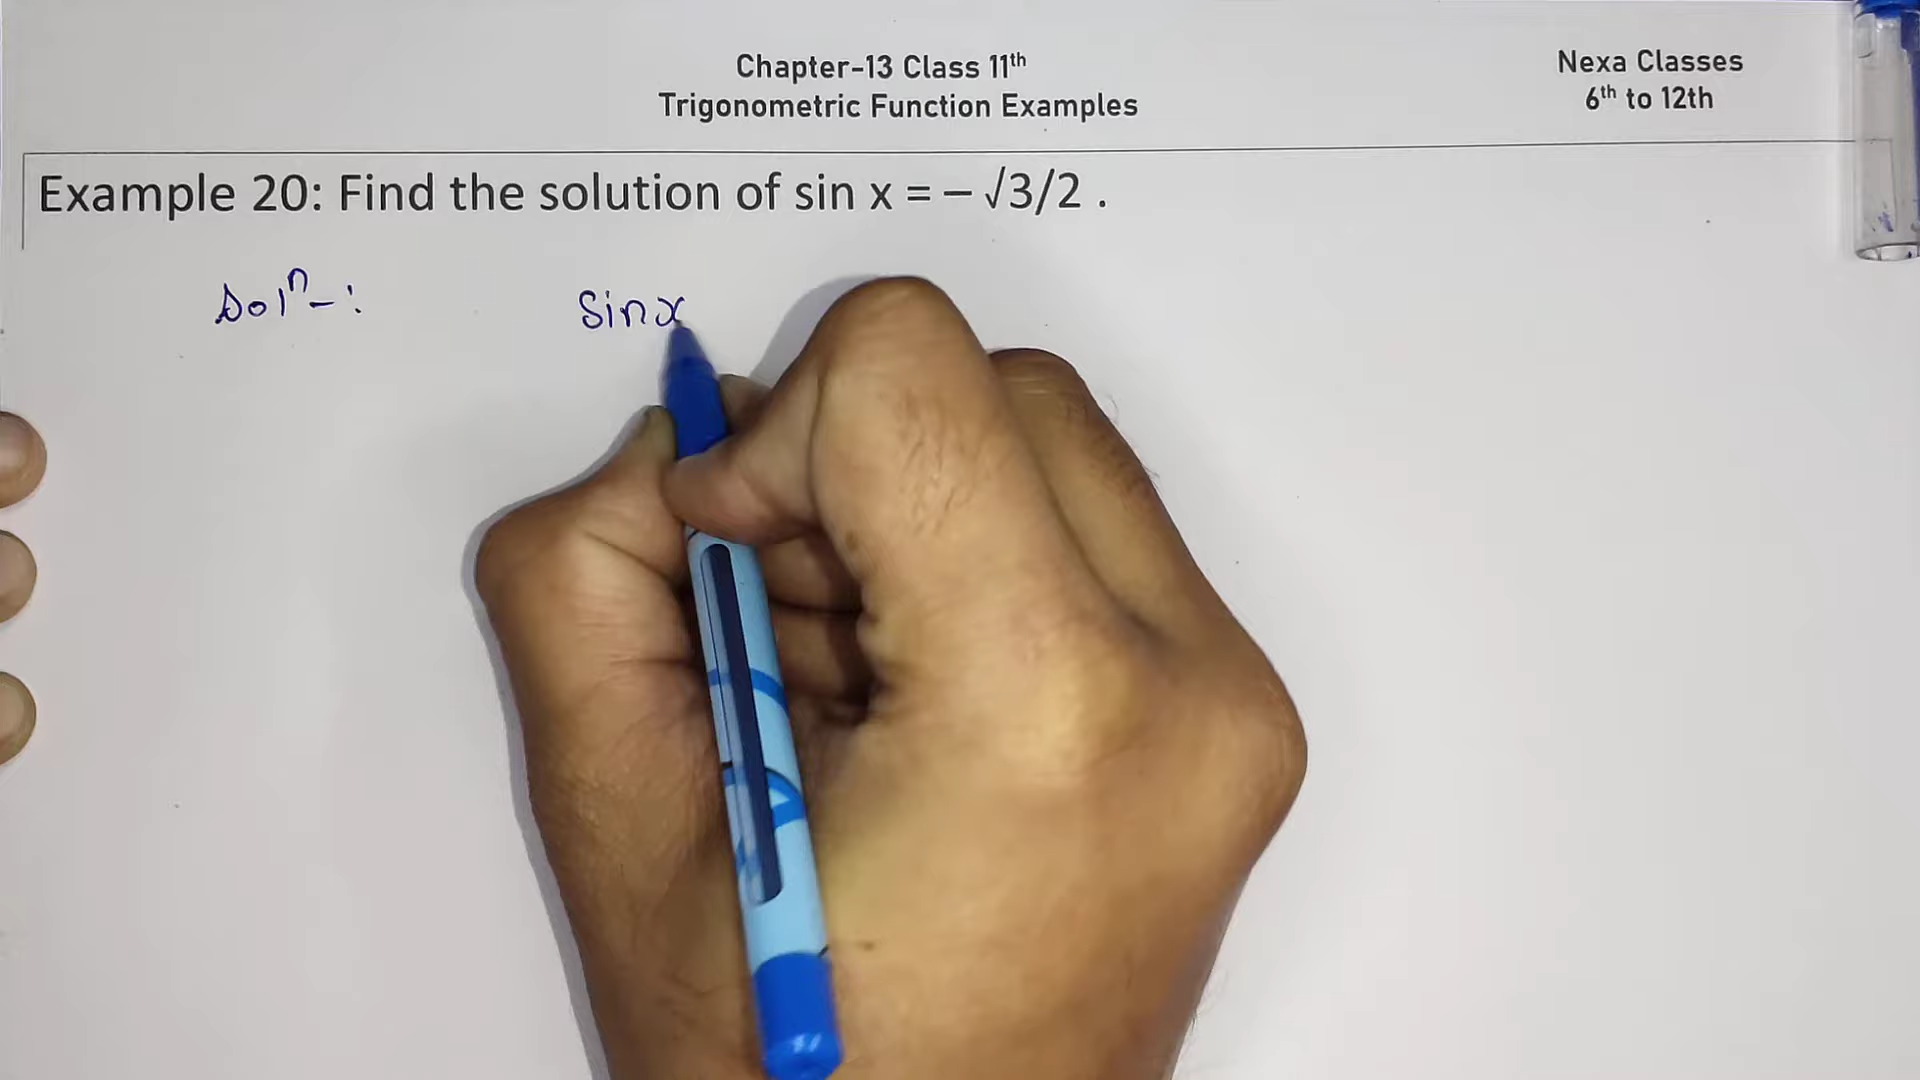 Chapter-13 Class 11th
Trigonometric Function Examples
Nexa Classes
6th to 12th
Example 20: Find the solution of sin x = – √3/2 .
Solⁿ-: sinx